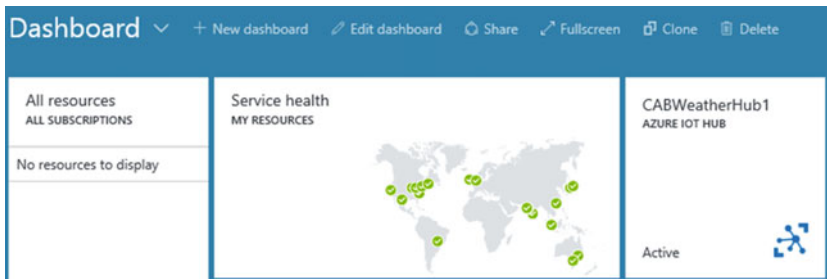 Dashboard
New dashboard
Edit dashboard
Share
Fullscreen
Clone
Delete
All resources
ALL SUBSCRIPTIONS
No resources to display
Service health
MY RESOURCES
CABWeatherHub1
AZURE IOT HUB
Active